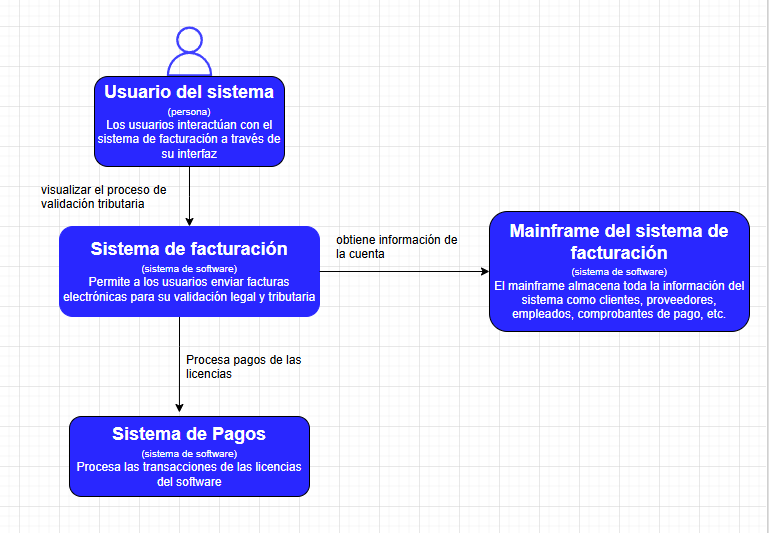 Usuario del sistema
(persona)
Los usuarios interactúan con el
sistema de facturación a través de
su interfaz
visualizar el proceso de
validación tributaria
Sistema de facturación
(sistema de software)
Permite a los usuarios enviar facturas
electrónicas para su validación legal y tributaria
obtiene información de
la cuenta
Mainframe del sistema de
facturación
(sistema de software)
El mainframe almacena toda la información del
sistema como clientes, proveedores,
empleados, comprobantes de pago, etc.
Procesa pagos de las
licencias
Sistema de Pagos
(sistema de software)
Procesa las transacciones de las licencias
del software